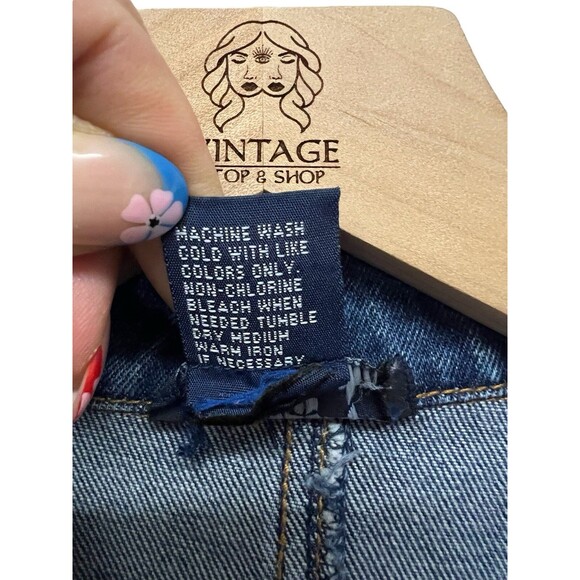 VINTAGE
TOP & SHOP
MACHINE WASH
COLD WITH LIKE
COLORS ONLY.
NON-CHLORINE
BLEACH WHEN
NEEDED TUMBLE
DRY MEDIUM
WARM IRON
IF NECESSARY